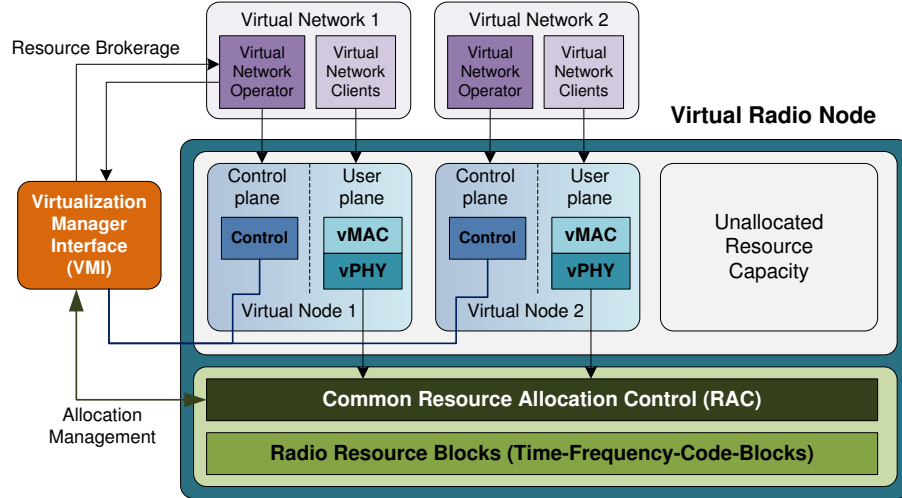 Virtual Network 1
Virtual Network 2
Resource Brokerage
Virtual
Network
Operator
Virtual
Network
Clients
Virtual
Network
Operator
Virtual
Network
Clients
Virtual Radio Node
Control
plane
User
plane
Control
plane
User
plane
Virtualization
Manager
Interface
(VMI)
Control
vMAC
vPHY
Control
vMAC
vPHY
Unallocated
Resource
Capacity
Virtual Node 1
Virtual Node 2
Allocation
Management
Common Resource Allocation Control (RAC)
Radio Resource Blocks (Time-Frequency-Code-Blocks)